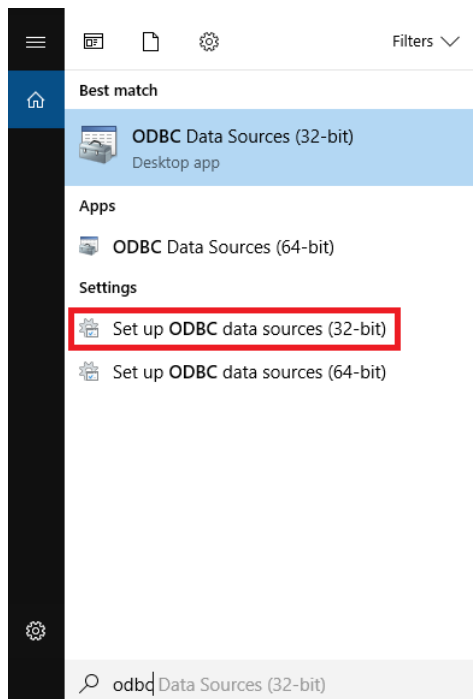 Filters
Best match
ODBC Data Sources (32-bit)
Desktop app
Apps
ODBC Data Sources (64-bit)
Settings
Set up ODBC data sources (32-bit)
Set up ODBC data sources (64-bit)
odbc Data Sources (32-bit)